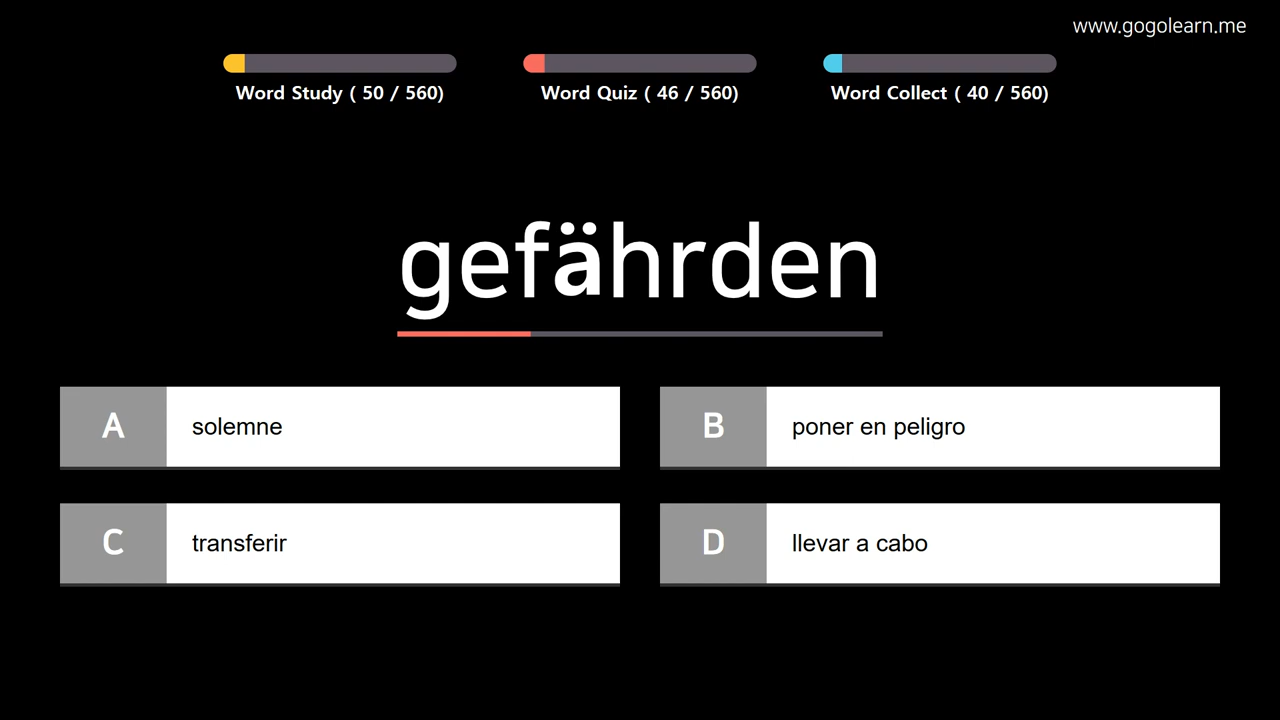 www.gogolearn.me
Word Study ( 50 / 560)
Word Quiz ( 46 / 560)
Word Collect ( 40 / 560)
gefährden
A solemne
B poner en peligro
C transferir
D llevar a cabo